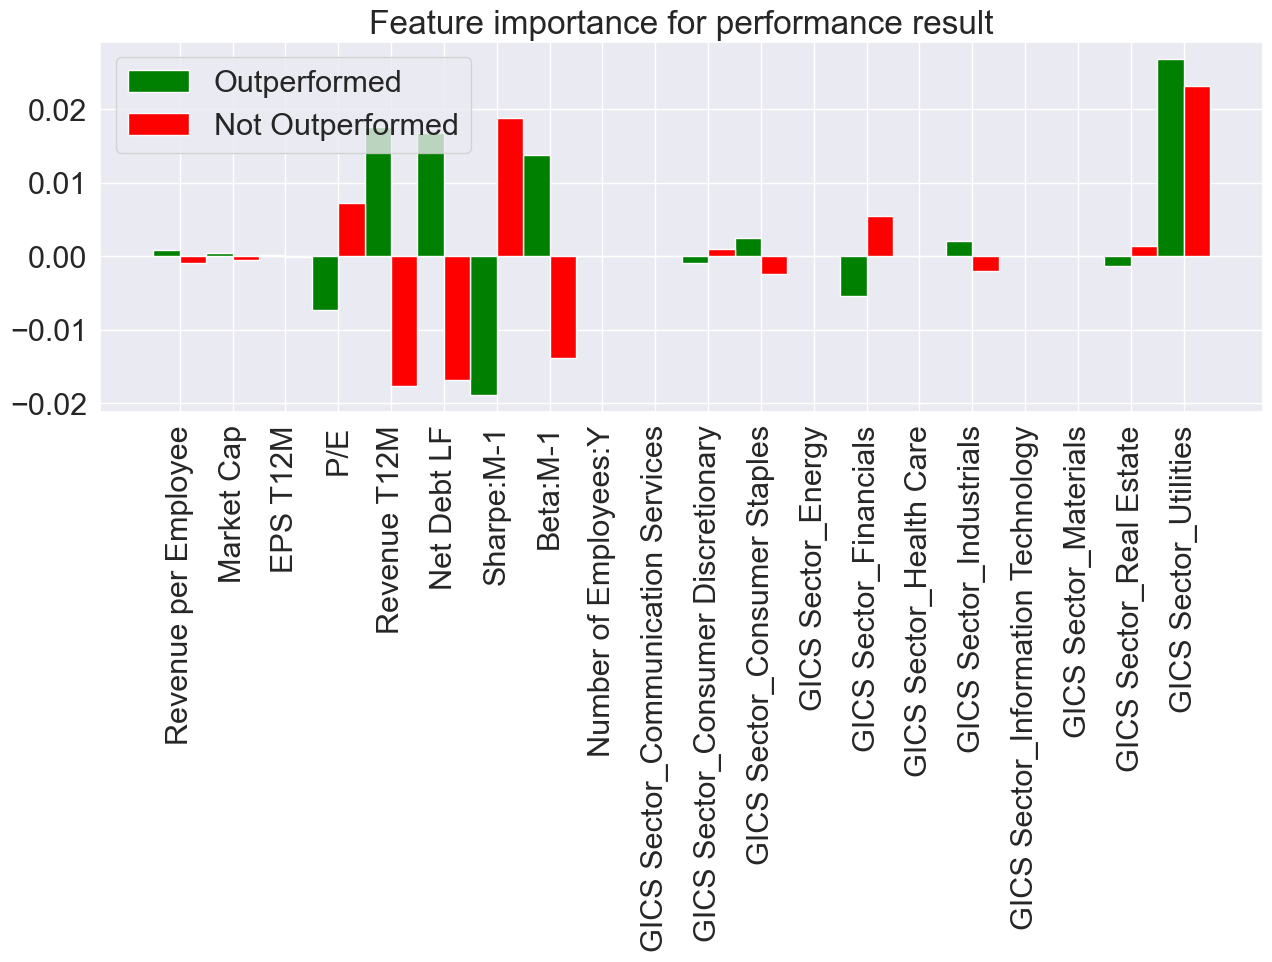 Feature importance for performance result
Outperformed
Not Outperformed
0.02
0.01
0.00
−0.01
−0.02
Revenue per Employee
Market Cap
EPS T12M
P/E
Revenue T12M
Net Debt LF
Sharpe:M-1
Beta:M-1
Number of Employees:Y
GICS Sector_Communication Services
GICS Sector_Consumer Discretionary
GICS Sector_Consumer Staples
GICS Sector_Energy
GICS Sector_Financials
GICS Sector_Health Care
GICS Sector_Industrials
GICS Sector_Information Technology
GICS Sector_Materials
GICS Sector_Real Estate
GICS Sector_Utilities